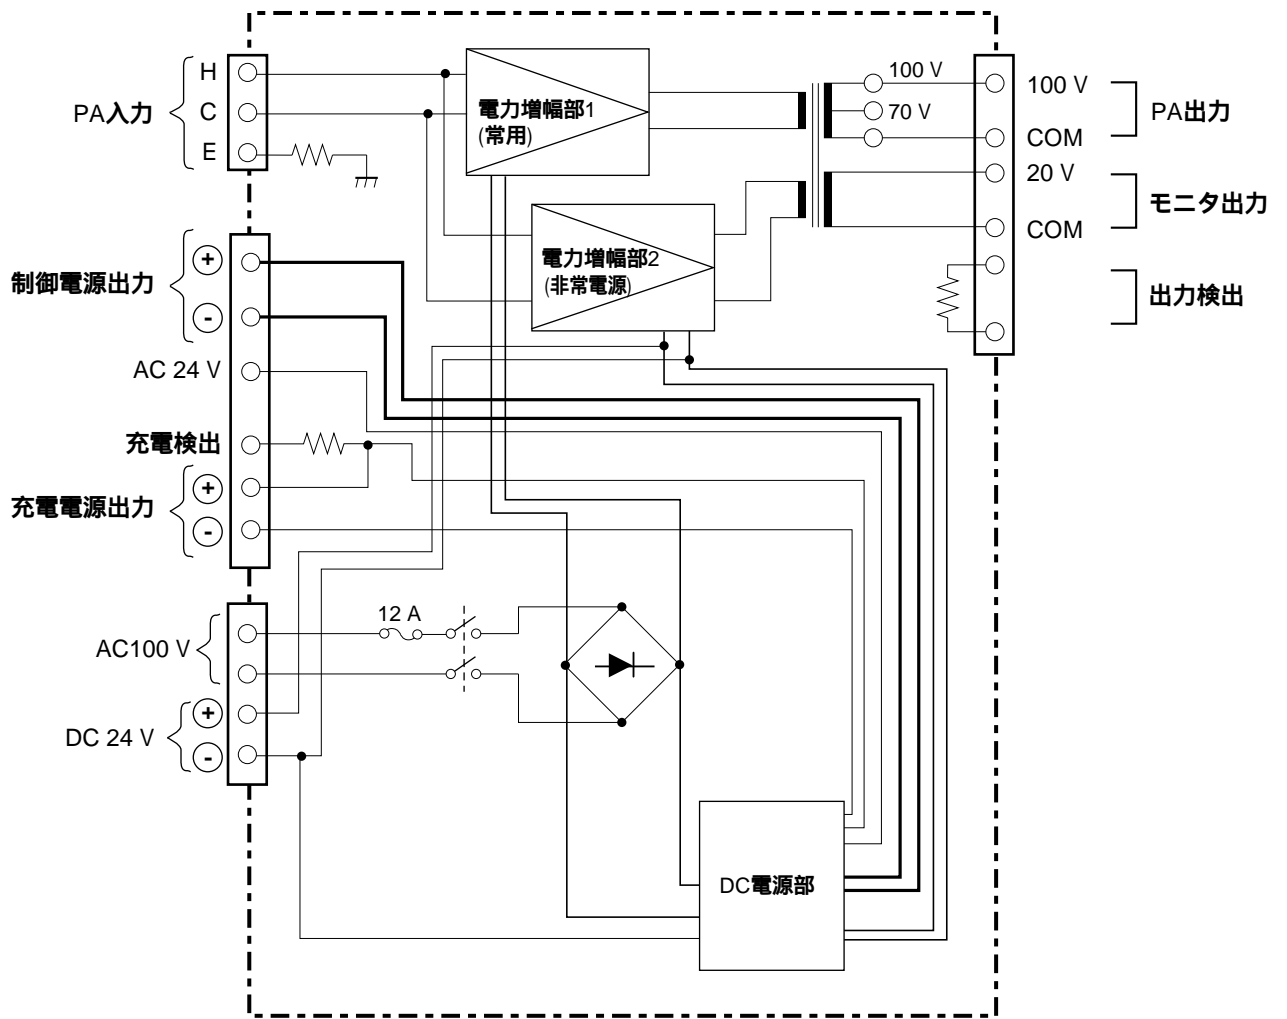 PA入力
H
C
E
電力増幅部1
(常用)
電力増幅部2
(非常電源)
100 V
70 V
100 V
COM
PA出力
20 V
COM
モニタ出力
出力検出
制御電源出力
+
-
AC 24 V
充電検出
充電電源出力
+
-
AC100 V
12 A
DC 24 V
+
-
DC電源部